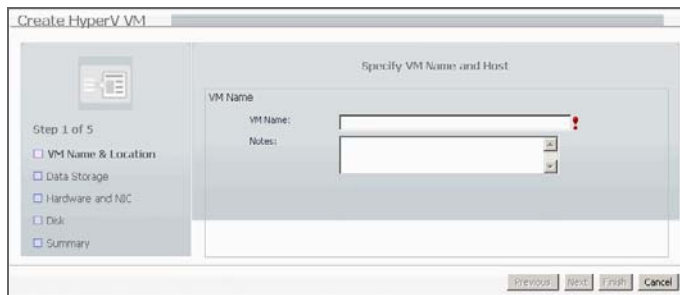 Create HyperV VM
Specify VM Name and Host
Step 1 of 5
VM Name & Location
Data Storage
Hardware and NIC
Disk
Summary
VM Name
VM Name:
Notes:
Previous Next Finish Cancel